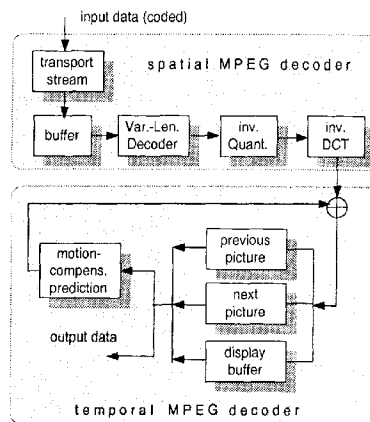 input data (coded)
transport
stream
spatial MPEG decoder
buffer
Var.-Len.
Decoder
inv.
Quant.
inv.
DCT
motion-
compens.
prediction
previous
picture
next
picture
output data
display
buffer
temporal MPEG decoder